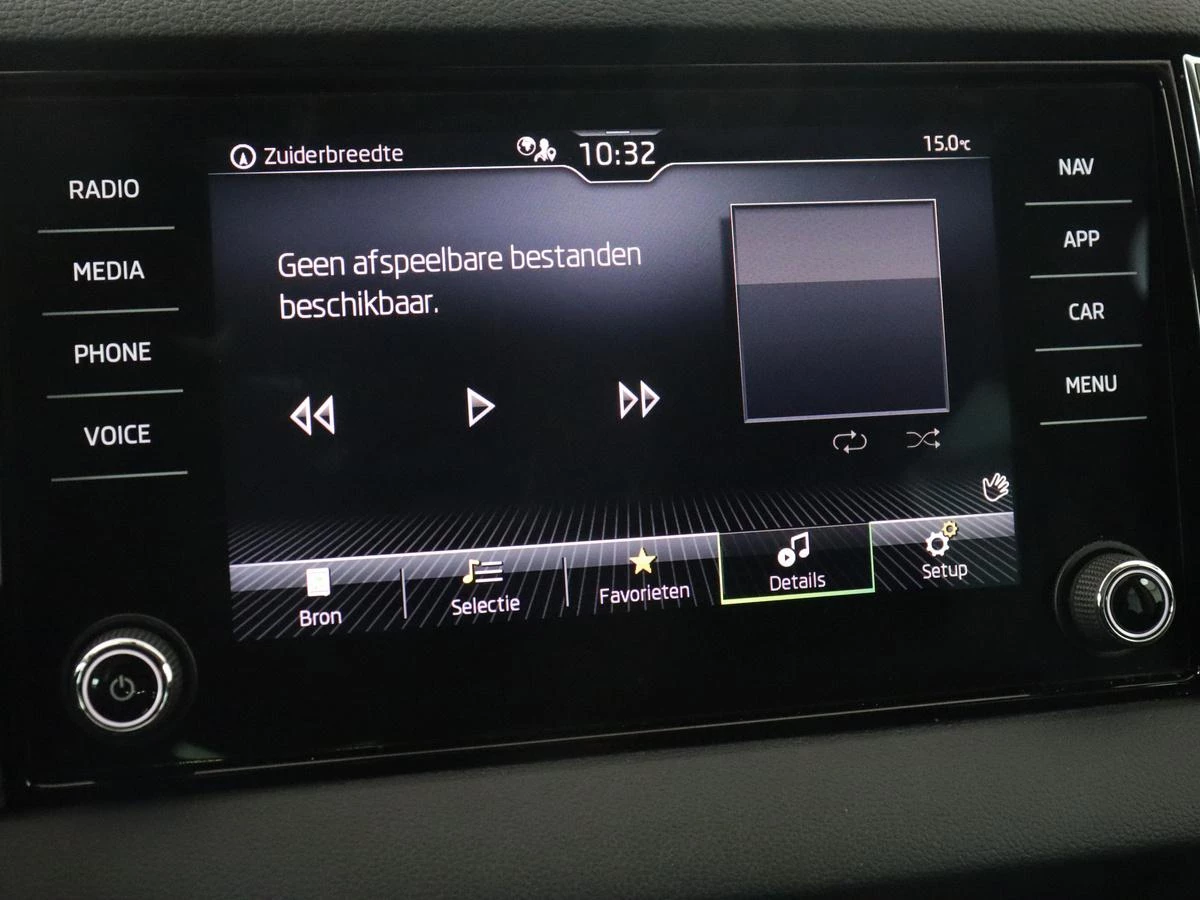 Zuiderbreedte
10:32
15.0°C
RADIO
MEDIA
PHONE
VOICE
NAV
APP
CAR
MENU
Geen afspeelbare bestanden
beschikbaar.
Bron
Selectie
Favorieten
Details
Setup